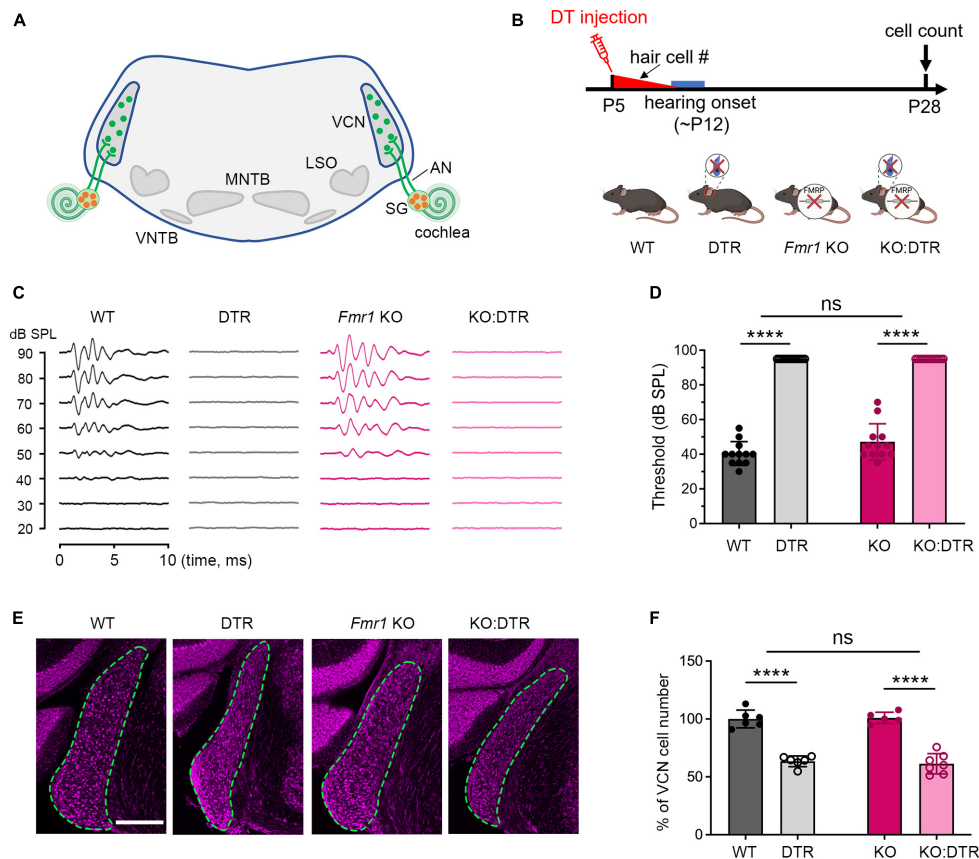 A
VCN
LSO
MNTB
AN
SG
cochlea
VNTB
B
DT injection
hair cell #
cell count
P5
hearing onset
(~P12)
P28
FMRP
FMRP
WT
DTR
Fmr1 KO
KO:DTR
C
WT
DTR
Fmr1 KO
KO:DTR
dB SPL
90
80
70
60
50
40
30
20
0
5
10 (time, ms)
D
ns
****
****
Threshold (dB SPL)
100
80
60
40
20
0
WT
DTR
KO
KO:DTR
E
WT
DTR
Fmr1 KO
KO:DTR
F
ns
****
****
% of VCN cell number
150
100
50
0
WT
DTR
KO
KO:DTR